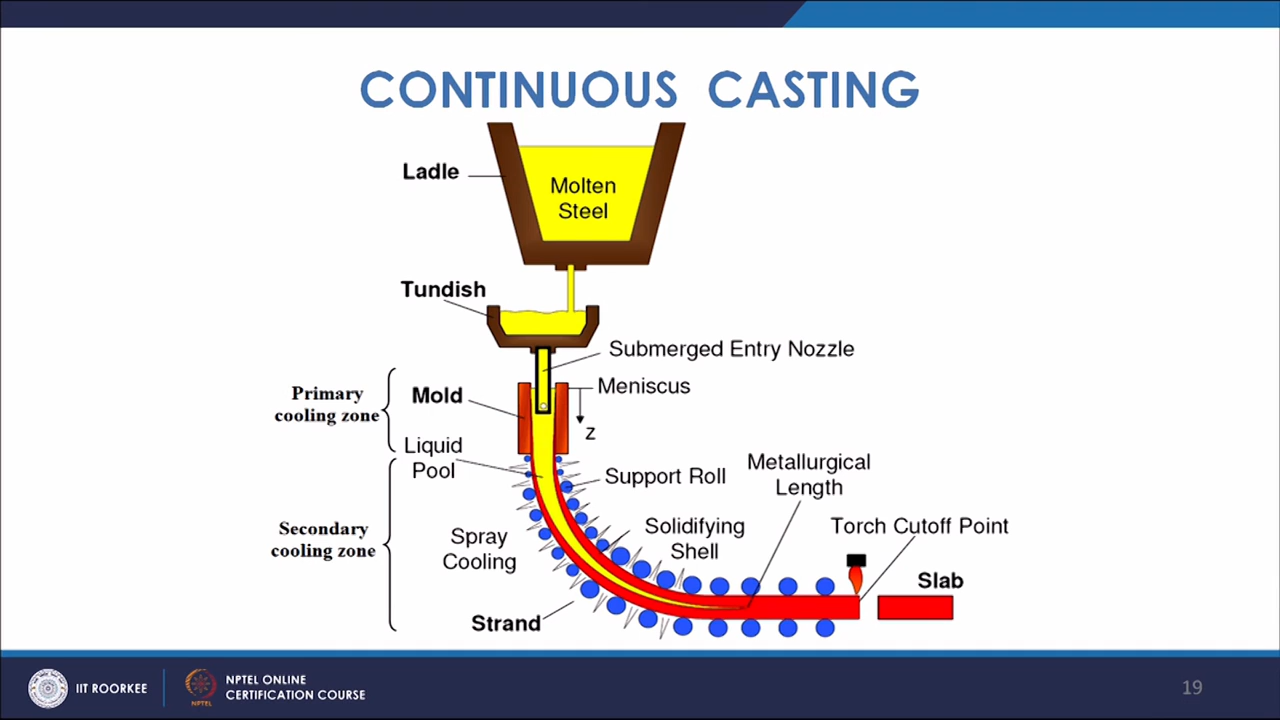 CONTINUOUS CASTING
Ladle
Molten
Steel
Tundish
Submerged Entry Nozzle
Meniscus
Primary
cooling zone
Mold
z
Liquid
Pool
Support Roll
Metallurgical
Length
Secondary
cooling zone
Spray
Cooling
Solidifying
Shell
Torch Cutoff Point
Slab
Strand
IIT ROORKEE
NPTEL
NPTEL ONLINE
CERTIFICATION COURSE
19